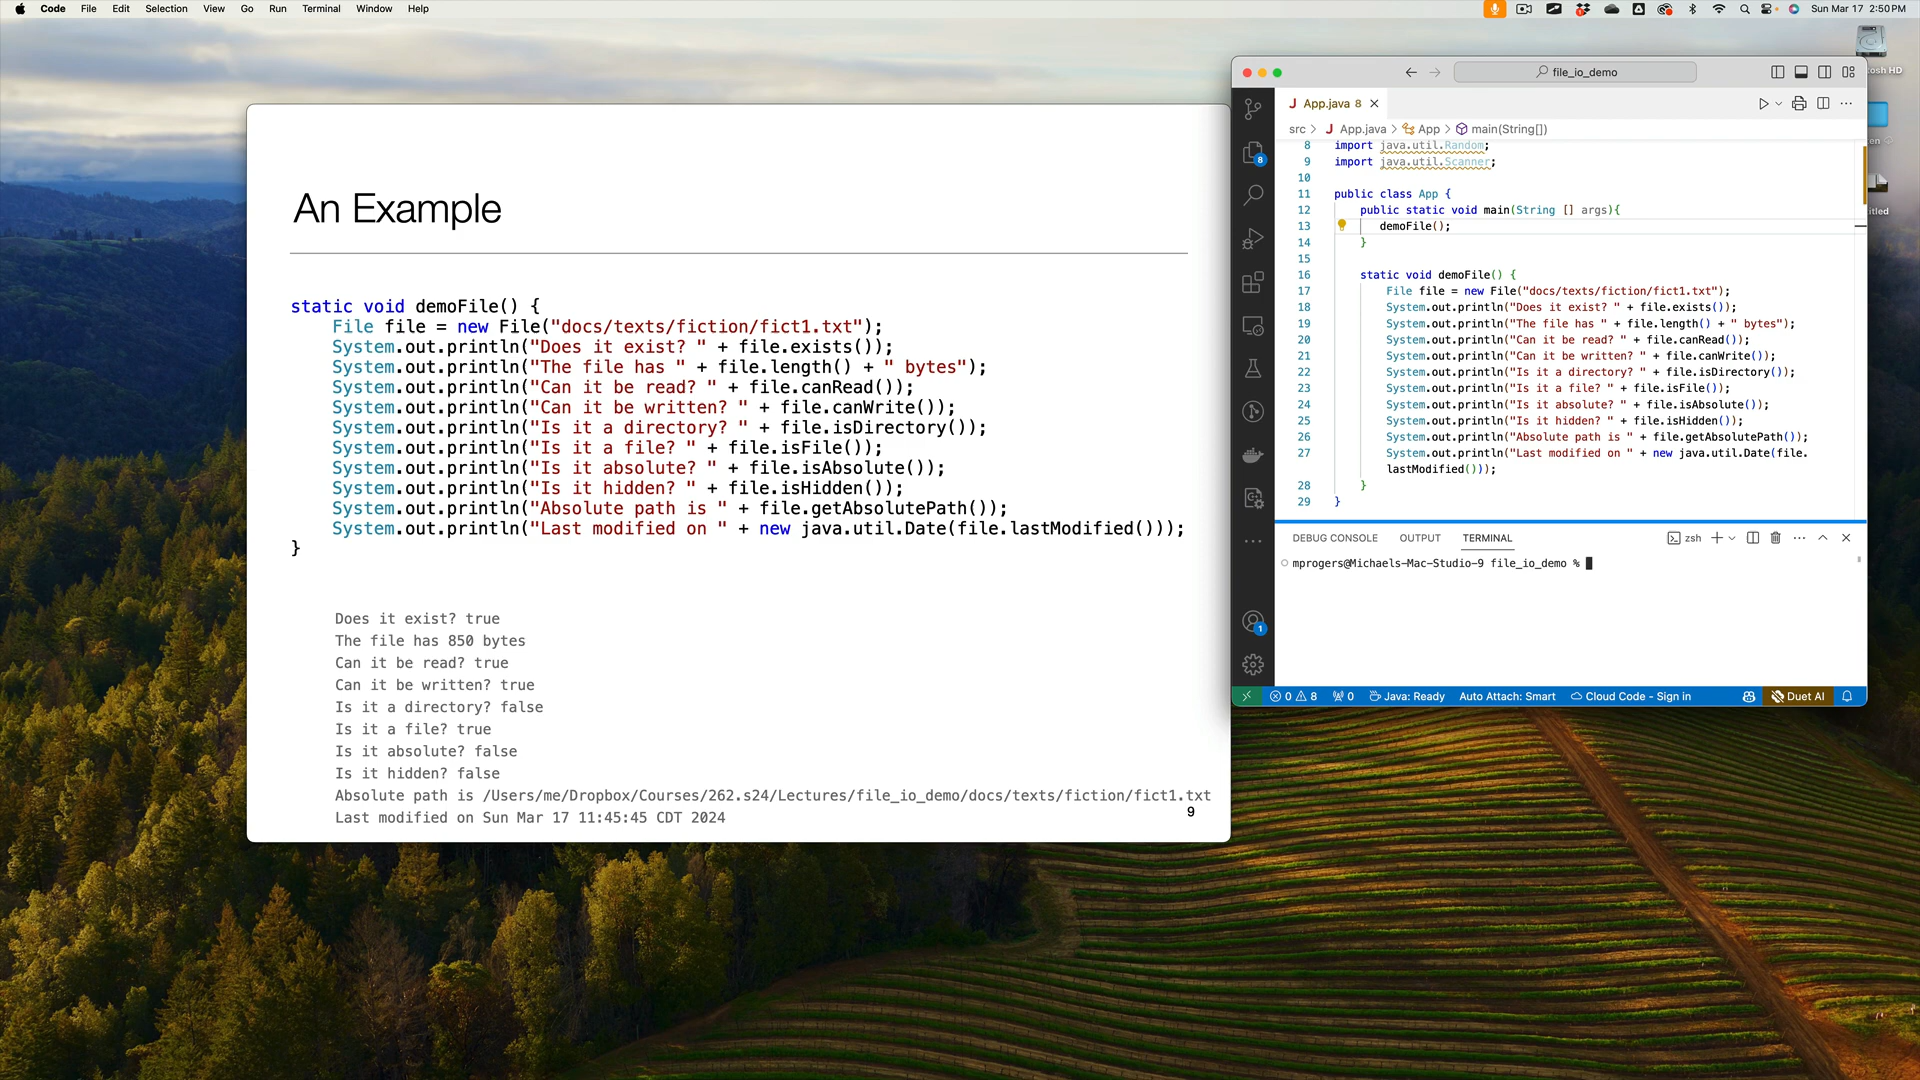 Code File Edit Selection View Go Run Terminal Window Help
Sun Mar 17 2:50 PM
An Example
static void demoFile() {
File file = new File("docs/texts/fiction/fict1.txt");
System.out.println("Does it exist? " + file.exists());
System.out.println("The file has " + file.length() + " bytes");
System.out.println("Can it be read? " + file.canRead());
System.out.println("Can it be written? " + file.canWrite());
System.out.println("Is it a directory? " + file.isDirectory());
System.out.println("Is it a file? " + file.isFile());
System.out.println("Is it absolute? " + file.isAbsolute());
System.out.println("Is it hidden? " + file.isHidden());
System.out.println("Absolute path is " + file.getAbsolutePath());
System.out.println("Last modified on " + new java.util.Date(file.lastModified()));
}
Does it exist? true
The file has 850 bytes
Can it be read? true
Can it be written? true
Is it a directory? false
Is it a file? true
Is it absolute? false
Is it hidden? false
Absolute path is /Users/me/Dropbox/Courses/262.s24/Lectures/file_io_demo/docs/texts/fiction/fict1.txt
Last modified on Sun Mar 17 11:45:45 CDT 2024
9
file_io_demo
J App.java 8
src > J App.java > App > main(String[])
8 import java.util.Random;
9 import java.util.Scanner;
10
11 public class App {
12 public static void main(String [] args){
13 demoFile();
14 }
15
16 static void demoFile() {
17 File file = new File("docs/texts/fiction/fict1.txt");
18 System.out.println("Does it exist? " + file.exists());
19 System.out.println("The file has " + file.length() + " bytes");
20 System.out.println("Can it be read? " + file.canRead());
21 System.out.println("Can it be written? " + file.canWrite());
22 System.out.println("Is it a directory? " + file.isDirectory());
23 System.out.println("Is it a file? " + file.isFile());
24 System.out.println("Is it absolute? " + file.isAbsolute());
25 System.out.println("Is it hidden? " + file.isHidden());
26 System.out.println("Absolute path is " + file.getAbsolutePath());
27 System.out.println("Last modified on " + new java.util.Date(file.
lastModified()));
28 }
29 }
8
1
DEBUG CONSOLE OUTPUT TERMINAL
zsh
mprogers@Michaels-Mac-Studio-9 file_io_demo %
0 8 0 Java: Ready Auto Attach: Smart Cloud Code - Sign in Duet AI
osh HD